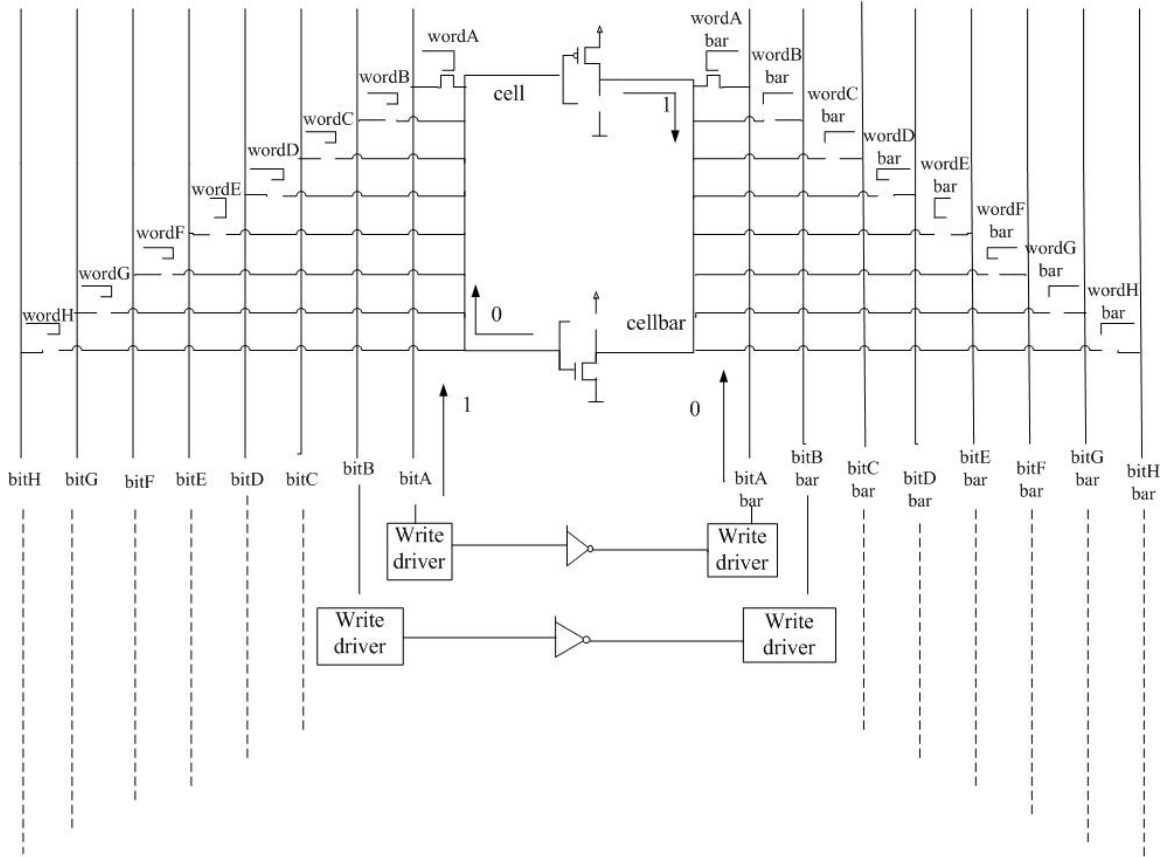 wordA
wordA
bar
wordB
wordB
bar
cell
1
wordC
wordC
bar
wordD
wordD
bar
wordE
wordE
bar
wordF
wordF
bar
wordG
wordG
bar
wordH
0
cellbar
wordH
bar
1
0
bitH
bitG
bitF
bitE
bitD
bitC
bitB
bitA
bitA
bar
bitB
bar
bitC
bar
bitD
bar
bitE
bar
bitF
bar
bitG
bar
bitH
bar
Write
driver
Write
driver
Write
driver
Write
driver